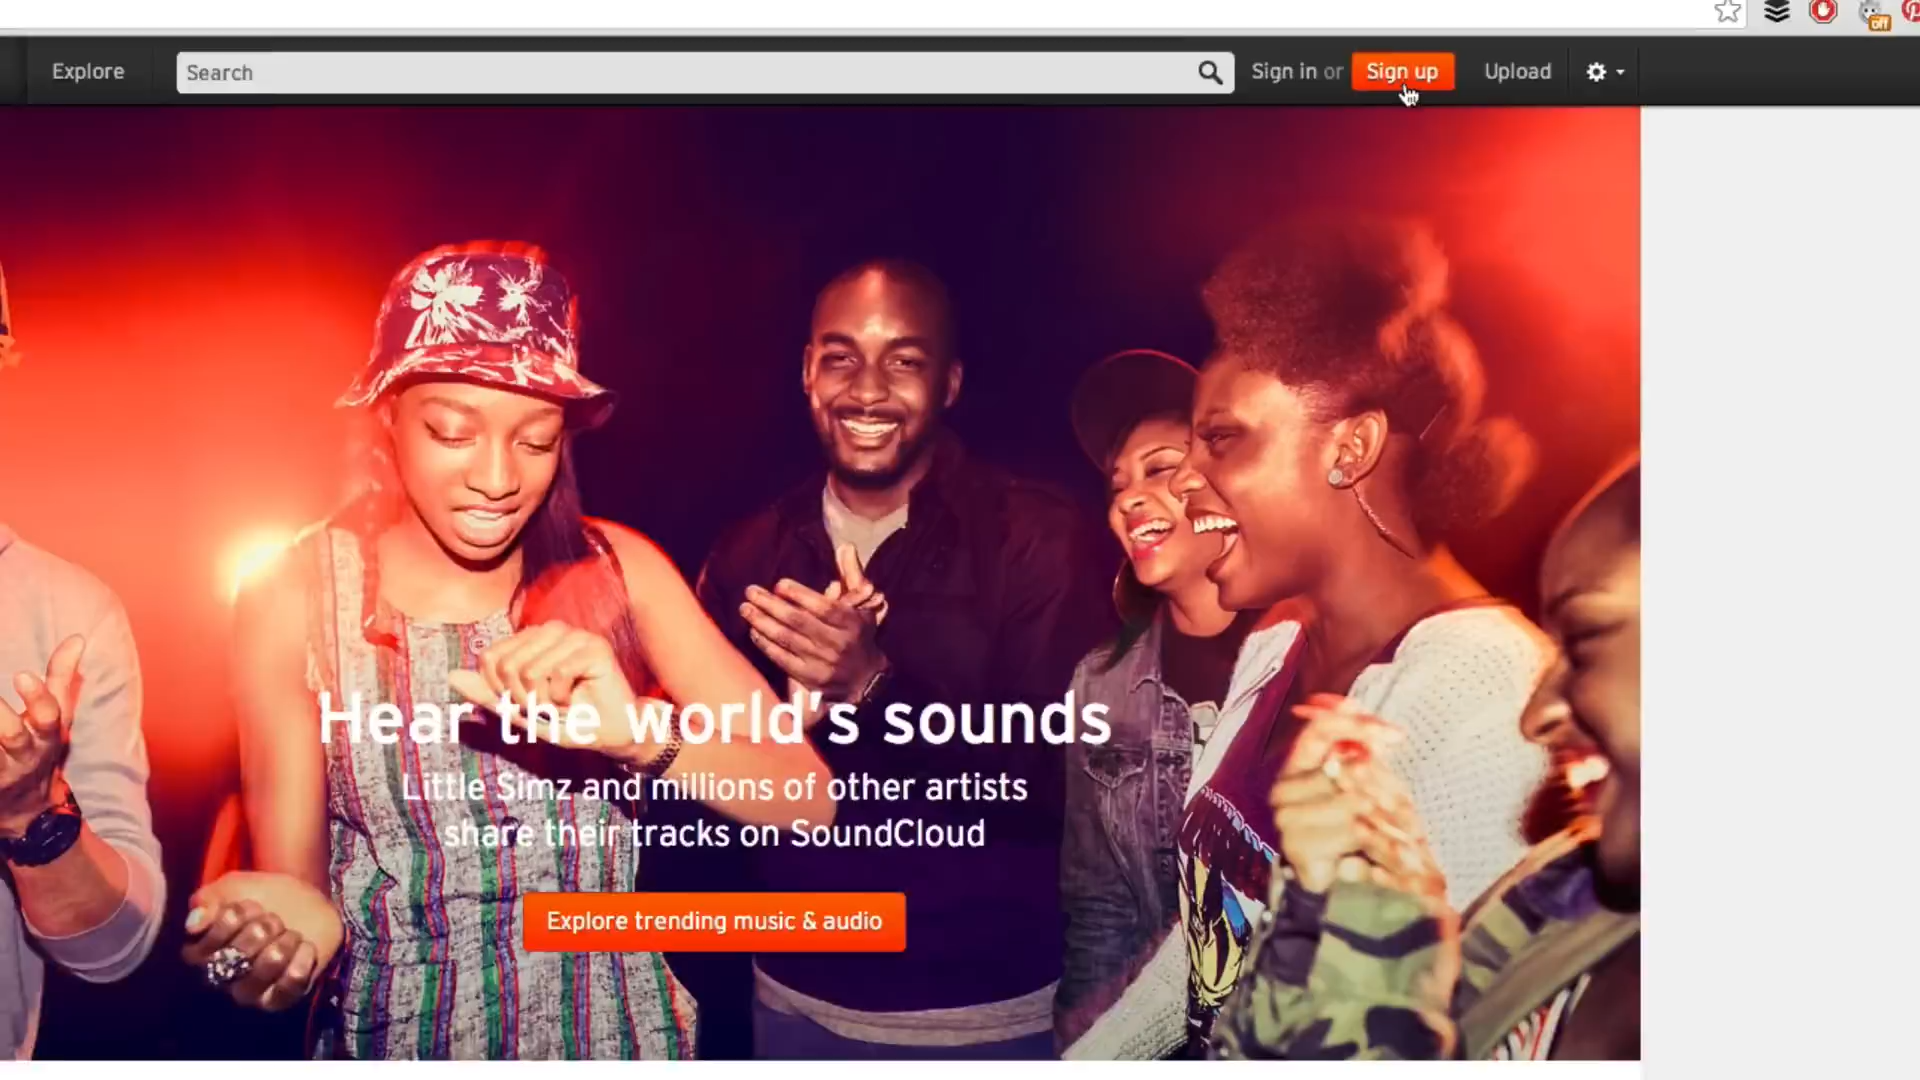 off
Explore
Search
Sign in or
Sign up
Upload
Hear the world's sounds
Little Simz and millions of other artists
share their tracks on SoundCloud
Explore trending music & audio